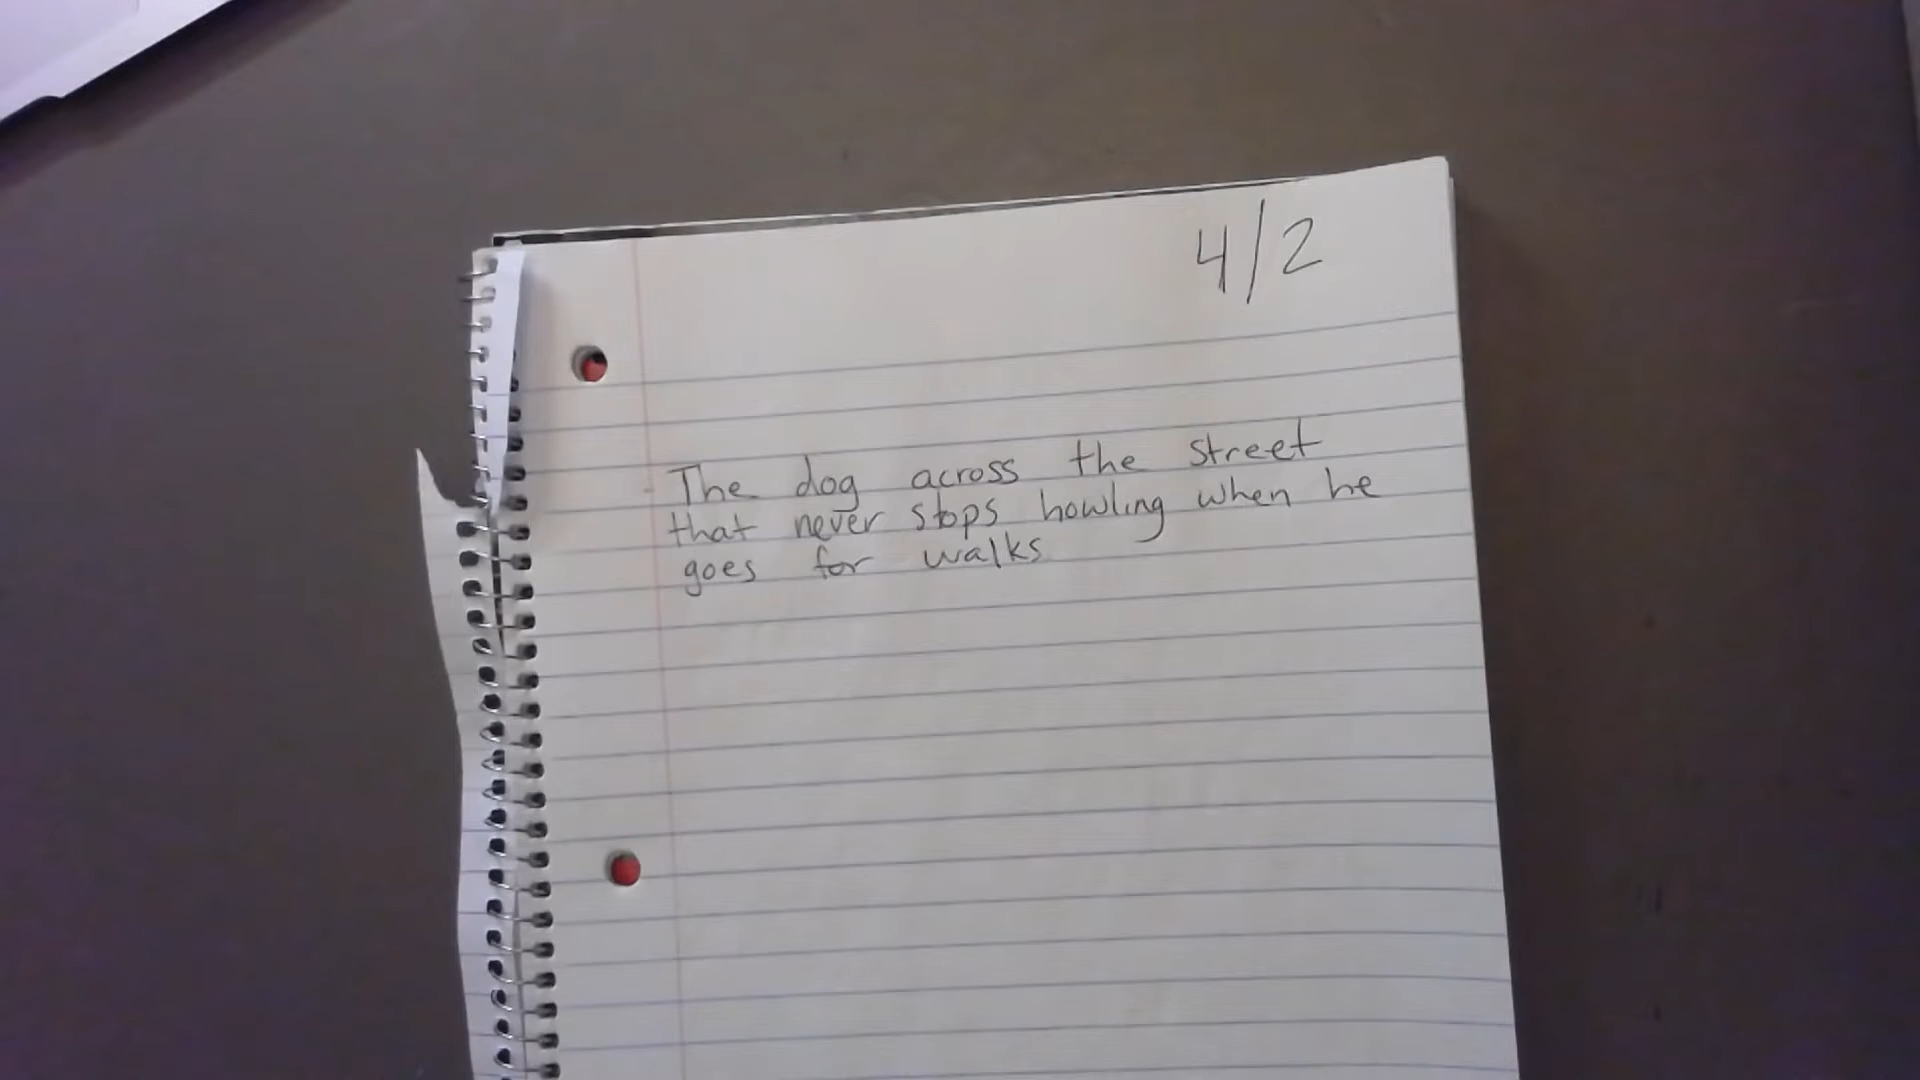 4/2
The dog across the street
that never stops howling when he
goes for walks